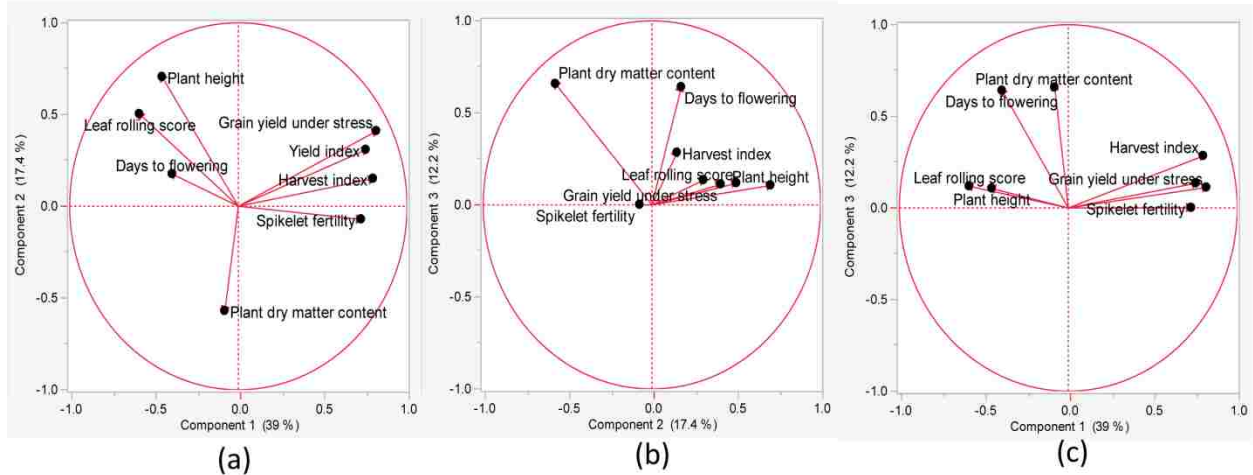 1.0
Plant height
0.5
Leaf rolling score
Grain yield under stress
Yield index
Days to flowering
Harvest index
0.0
Spikelet fertility
-0.5
Plant dry matter content
-1.0
-1.0 -0.5 0.0 0.5 1.0
Component 1 (39 %)
Component 2 (17.4 %)
(a)
1.0
Plant dry matter content
Days to flowering
0.5
Harvest index
Leaf rolling score
Plant height
Grain yield under stress
0.0
Spikelet fertility
-0.5
-1.0
-1.0 -0.5 0.0 0.5 1.0
Component 2 (17.4 %)
Component 3 (12.2 %)
(b)
1.0
Plant dry matter content
Days to flowering
0.5
Harvest index
Leaf rolling score
Grain yield under stress
Plant height
Spikelet fertility
0.0
-0.5
-1.0
-1.0 -0.5 0.0 0.5 1.0
Component 1 (39 %)
Component 3 (12.2 %)
(c)